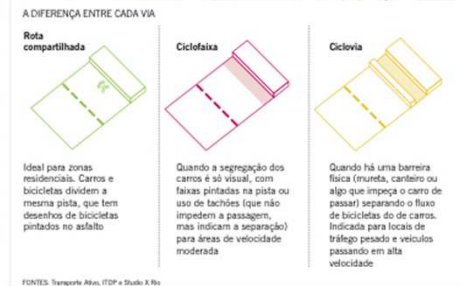 A DIFERENÇA ENTRE CADA VIA
Rota
compartilhada
Ideal para zonas
residenciais. Carros e
bicicletas dividem a
mesma pista, que tem
desenhos de bicicletas
pintados no asfalto
Ciclofaixa
Quando a segregação dos
carros é só visual, com
faixas pintadas na pista ou
uso de tachões (que não
impedem a passagem,
mas indicam a separação)
para áreas de velocidade
moderada
Ciclovia
Quando há uma barreira
física (mureta, canteiro ou
algo que impeça o carro de
passar) separando o fluxo
de bicicletas do de carros.
Indicada para locais de
tráfego pesado e veículos
passando em alta
velocidade
FONTES: Transporte Ativo, ITDP e Studio X Rio